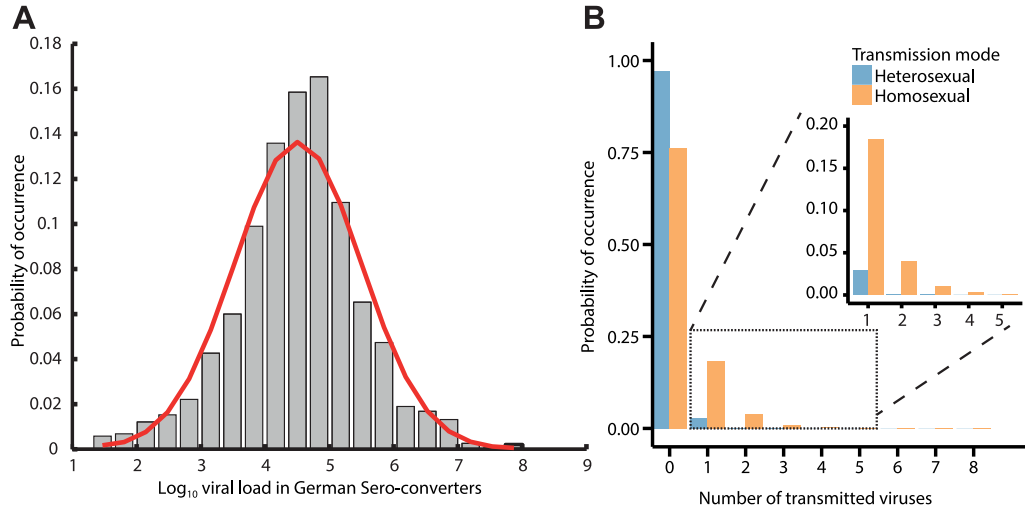 A
0.18
0.16
0.14
0.12
0.1
0.08
0.06
0.04
0.02
0
Probability of occurrence
1 2 3 4 5 6 7 8 9
Log₁₀ viral load in German Sero-converters
B
Transmission mode
Heterosexual
Homosexual
1.00
0.75
0.50
0.25
0.00
Probability of occurrence
0 1 2 3 4 5 6 7 8
Number of transmitted viruses
0.20
0.15
0.10
0.05
0.00
Probability of occurrence
1 2 3 4 5